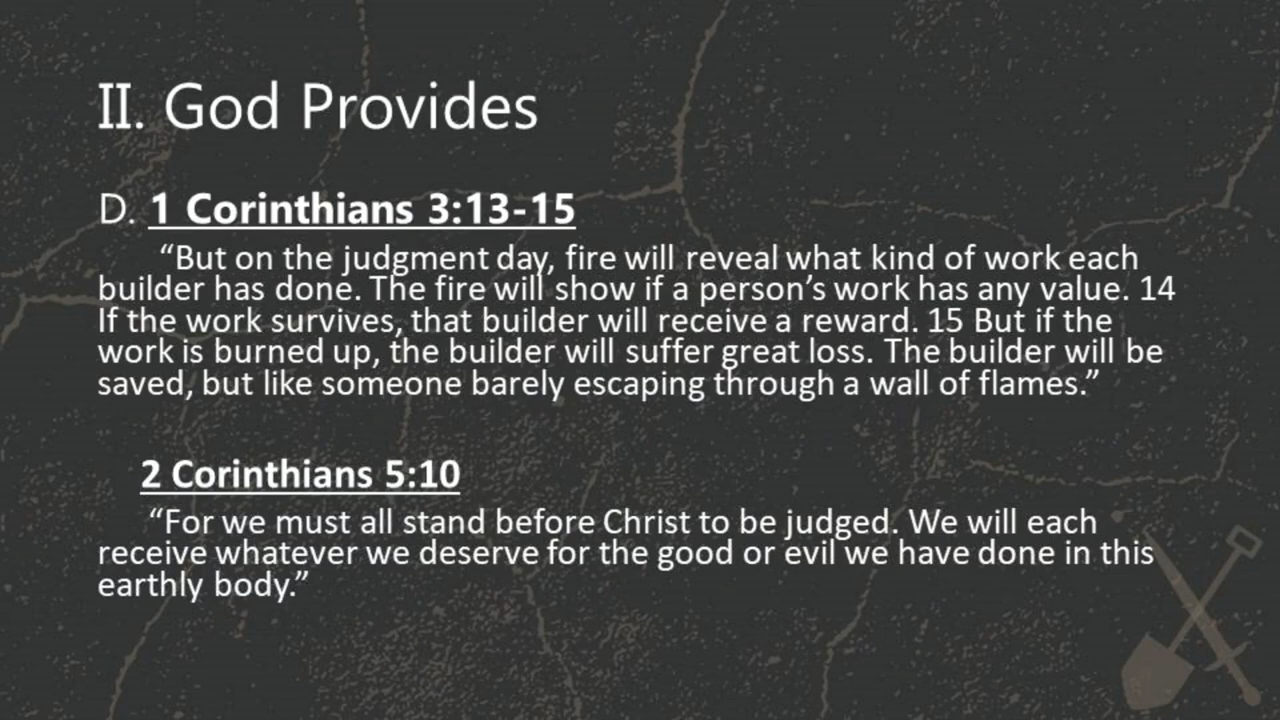 II. God Provides
D. 1 Corinthians 3:13-15
“But on the judgment day, fire will reveal what kind of work each
builder has done. The fire will show if a person’s work has any value. 14
If the work survives, that builder will receive a reward. 15 But if the
work is burned up, the builder will suffer great loss. The builder will be
saved, but like someone barely escaping through a wall of flames.”
2 Corinthians 5:10
“For we must all stand before Christ to be judged. We will each
receive whatever we deserve for the good or evil we have done in this
earthly body.”